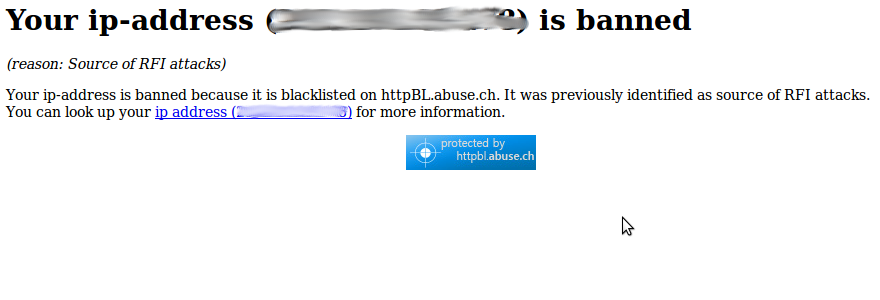 Your ip-address ( ) is banned
(reason: Source of RFI attacks)
Your ip-address is banned because it is blacklisted on httpBL.abuse.ch. It was previously identified as source of RFI attacks.
You can look up your ip address ( ) for more information.
protected by
httpbl.abuse.ch